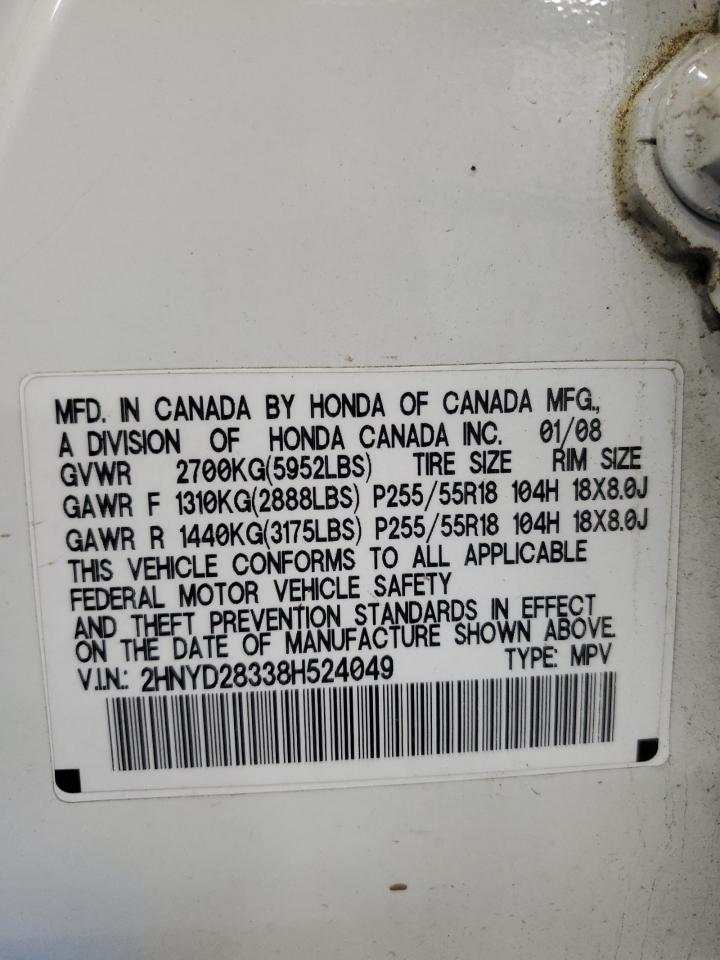 MFD. IN CANADA BY HONDA OF CANADA MFG.,
A DIVISION OF HONDA CANADA INC. 01/08
GVWR 2700KG(5952LBS) TIRE SIZE RIM SIZE
GAWR F 1310KG(2888LBS) P255/55R18 104H 18X8.0J
GAWR R 1440KG(3175LBS) P255/55R18 104H 18X8.0J
THIS VEHICLE CONFORMS TO ALL APPLICABLE
FEDERAL MOTOR VEHICLE SAFETY
AND THEFT PREVENTION STANDARDS IN EFFECT
ON THE DATE OF MANUFACTURE SHOWN ABOVE.
V.I.N.: 2HNYD28338H524049 TYPE: MPV